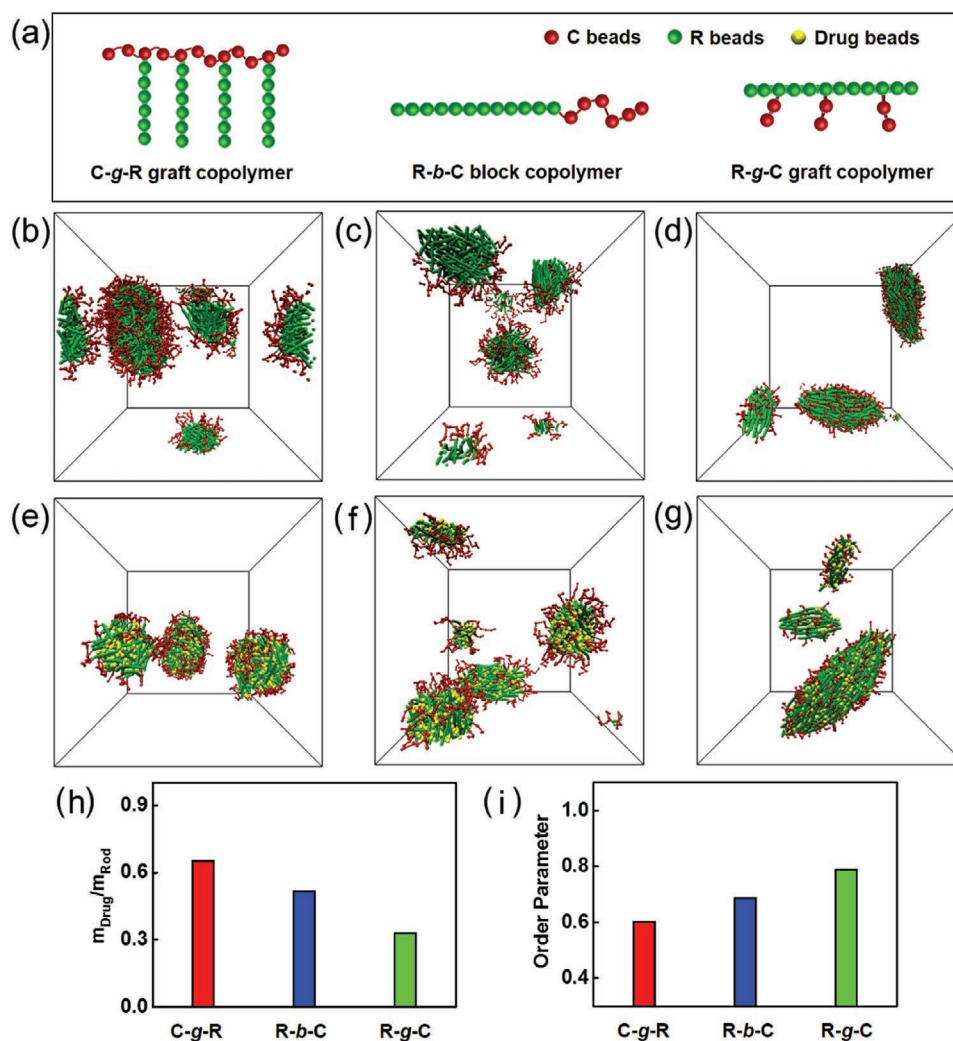 (a)
C beads R beads Drug beads
C-g-R graft copolymer
R-b-C block copolymer
R-g-C graft copolymer
(b)
(c)
(d)
(e)
(f)
(g)
(h)
0.9
0.6
0.3
0.0
mDrug/mRod
C-g-R R-b-C R-g-C
(i)
1.0
0.8
0.6
0.4
Order Parameter
C-g-R R-b-C R-g-C